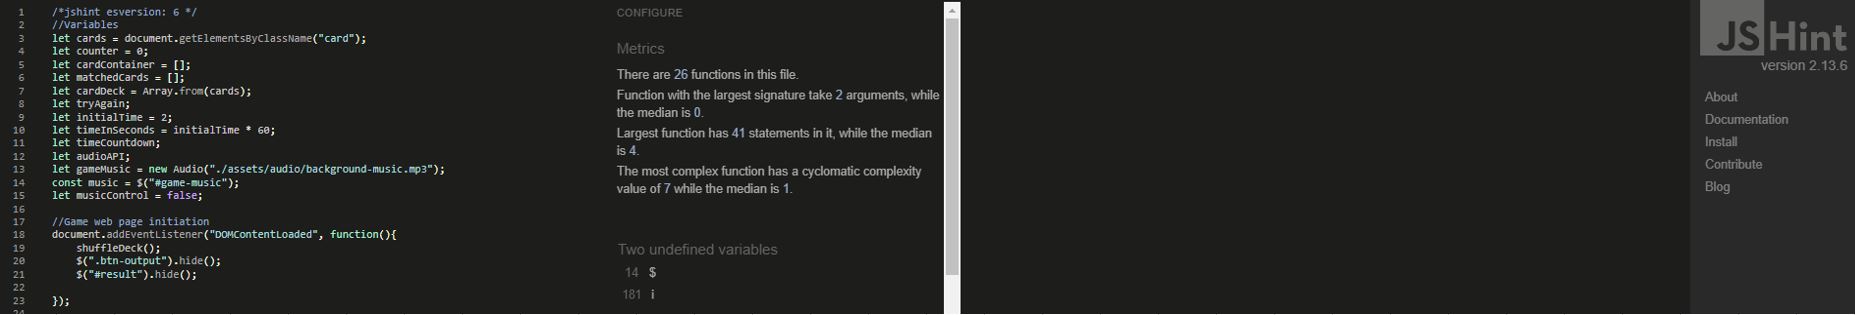 1 /*jshint esversion: 6 */
2 //Variables
3 let cards = document.getElementsByClassName("card");
4 let counter = 0;
5 let cardContainer = [];
6 let matchedCards = [];
7 let cardDeck = Array.from(cards);
8 let tryAgain;
9 let initialTime = 2;
10 let timeInSeconds = initialTime * 60;
11 let timeCountdown;
12 let audioAPI;
13 let gameMusic = new Audio("./assets/audio/background-music.mp3");
14 const music = $("#game-music");
15 let musicControl = false;
16
17 //Game web page initiation
18 document.addEventListener("DOMContentLoaded", function(){
19 shuffleDeck();
20 $(".btn-output").hide();
21 $("#result").hide();
22
23 });
24
CONFIGURE
Metrics
There are 26 functions in this file.
Function with the largest signature take 2 arguments, while
the median is 0.
Largest function has 41 statements in it, while the median
is 4.
The most complex function has a cyclomatic complexity
value of 7 while the median is 1.
Two undefined variables
14 $
181 i
JSHint
version 2.13.6
About
Documentation
Install
Contribute
Blog